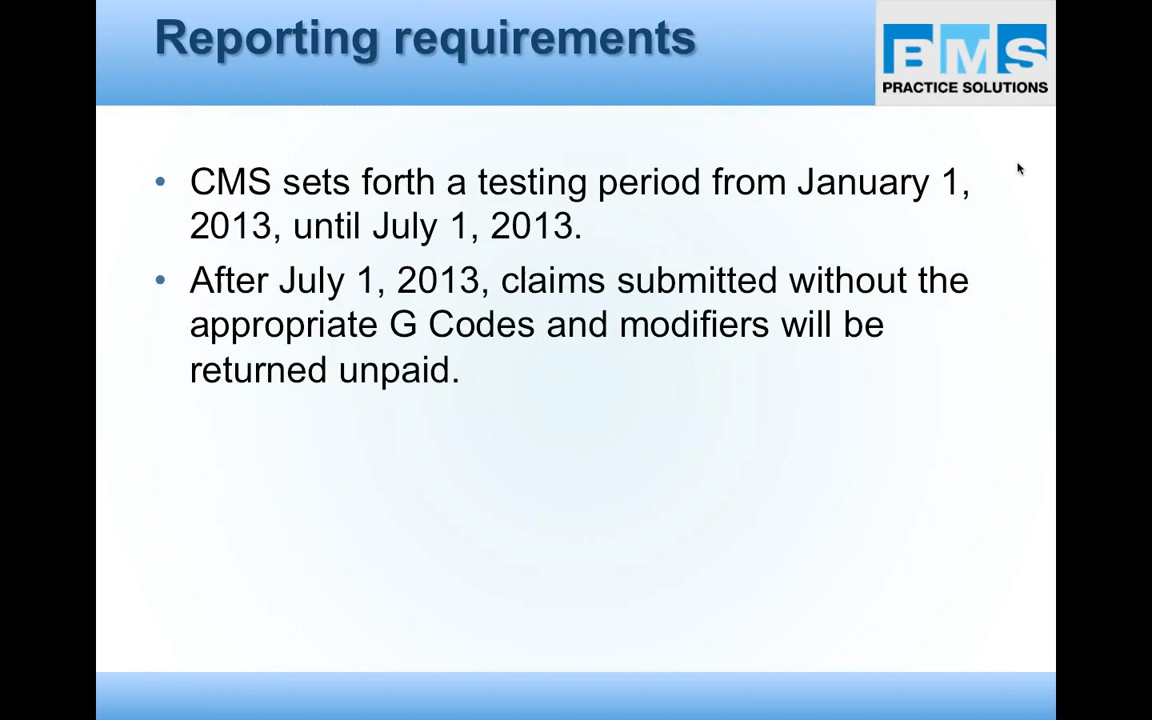 Reporting requirements
BMS
PRACTICE SOLUTIONS
• CMS sets forth a testing period from January 1,
2013, until July 1, 2013.
• After July 1, 2013, claims submitted without the
appropriate G Codes and modifiers will be
returned unpaid.